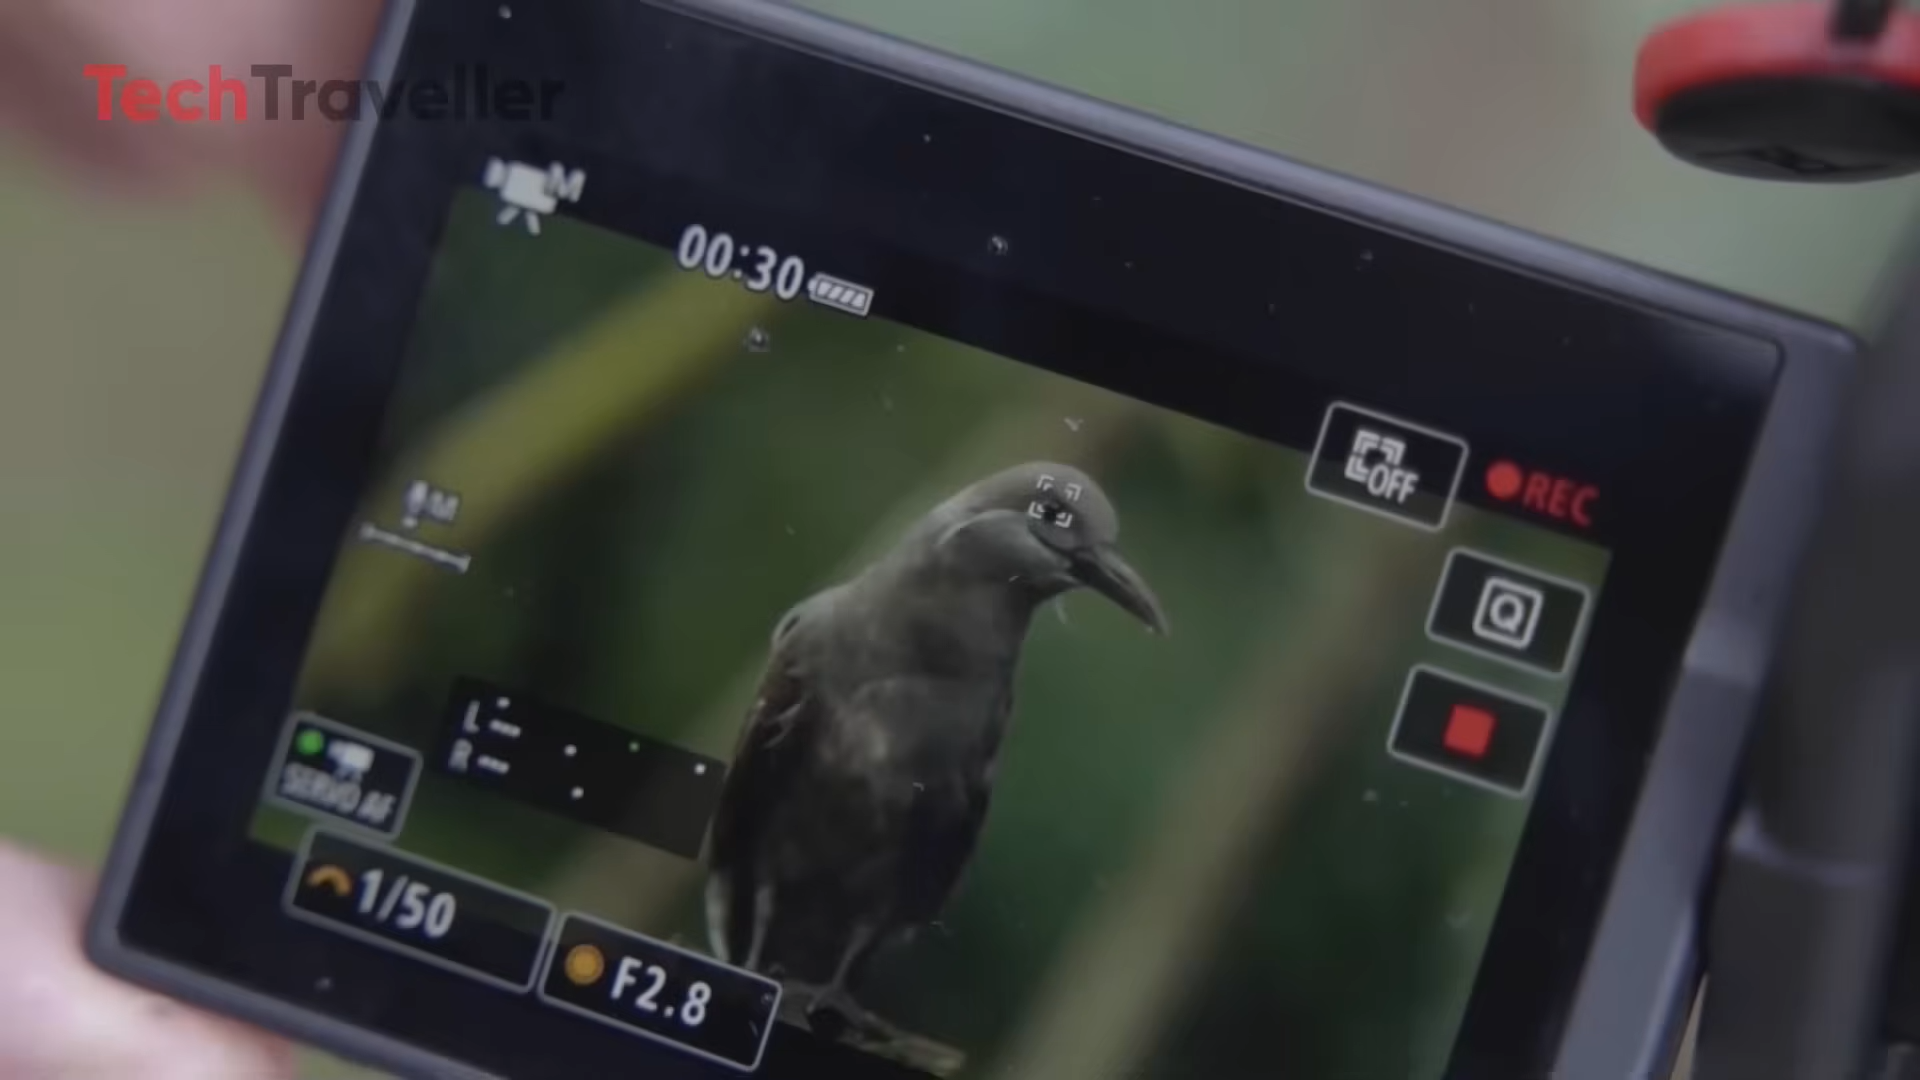 TechTraveller
M
00:30
OFF
REC
M
Q
L
R
SERVO AF
1/50
F2.8